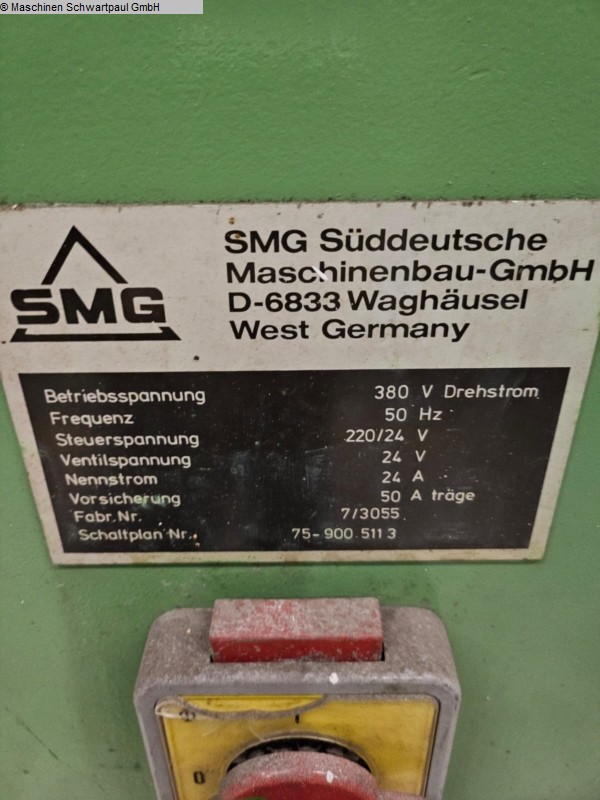 © Maschinen Schwartpaul GmbH
SMG
SMG Süddeutsche
Maschinenbau-GmbH
D-6833 Waghäusel
West Germany
Betriebsspannung 380 V Drehstrom
Frequenz 50 Hz
Steuerspannung 220/24 V
Ventilspannung 24 V
Nennstrom 24 A
Vorsicherung 50 A träge
Fabr.Nr. 7/3055
Schaltplan Nr. 75-900.511 3
I
0